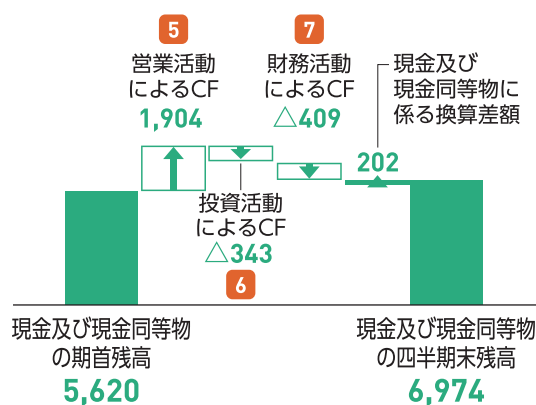 5
営業活動
によるCF
1,904
7
財務活動
によるCF
△409
現金及び
現金同等物に
係る換算差額
202
投資活動
によるCF
△343
6
現金及び現金同等物
の期首残高
5,620
現金及び現金同等物
の四半期末残高
6,974